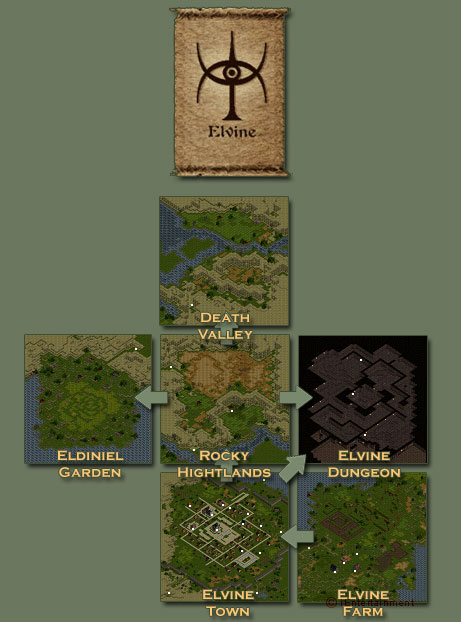 Elvine
Death
Valley
Eldiniel
Garden
Rocky
Hightlands
Elvine
Dungeon
Elvine
Town
Elvine
Farm